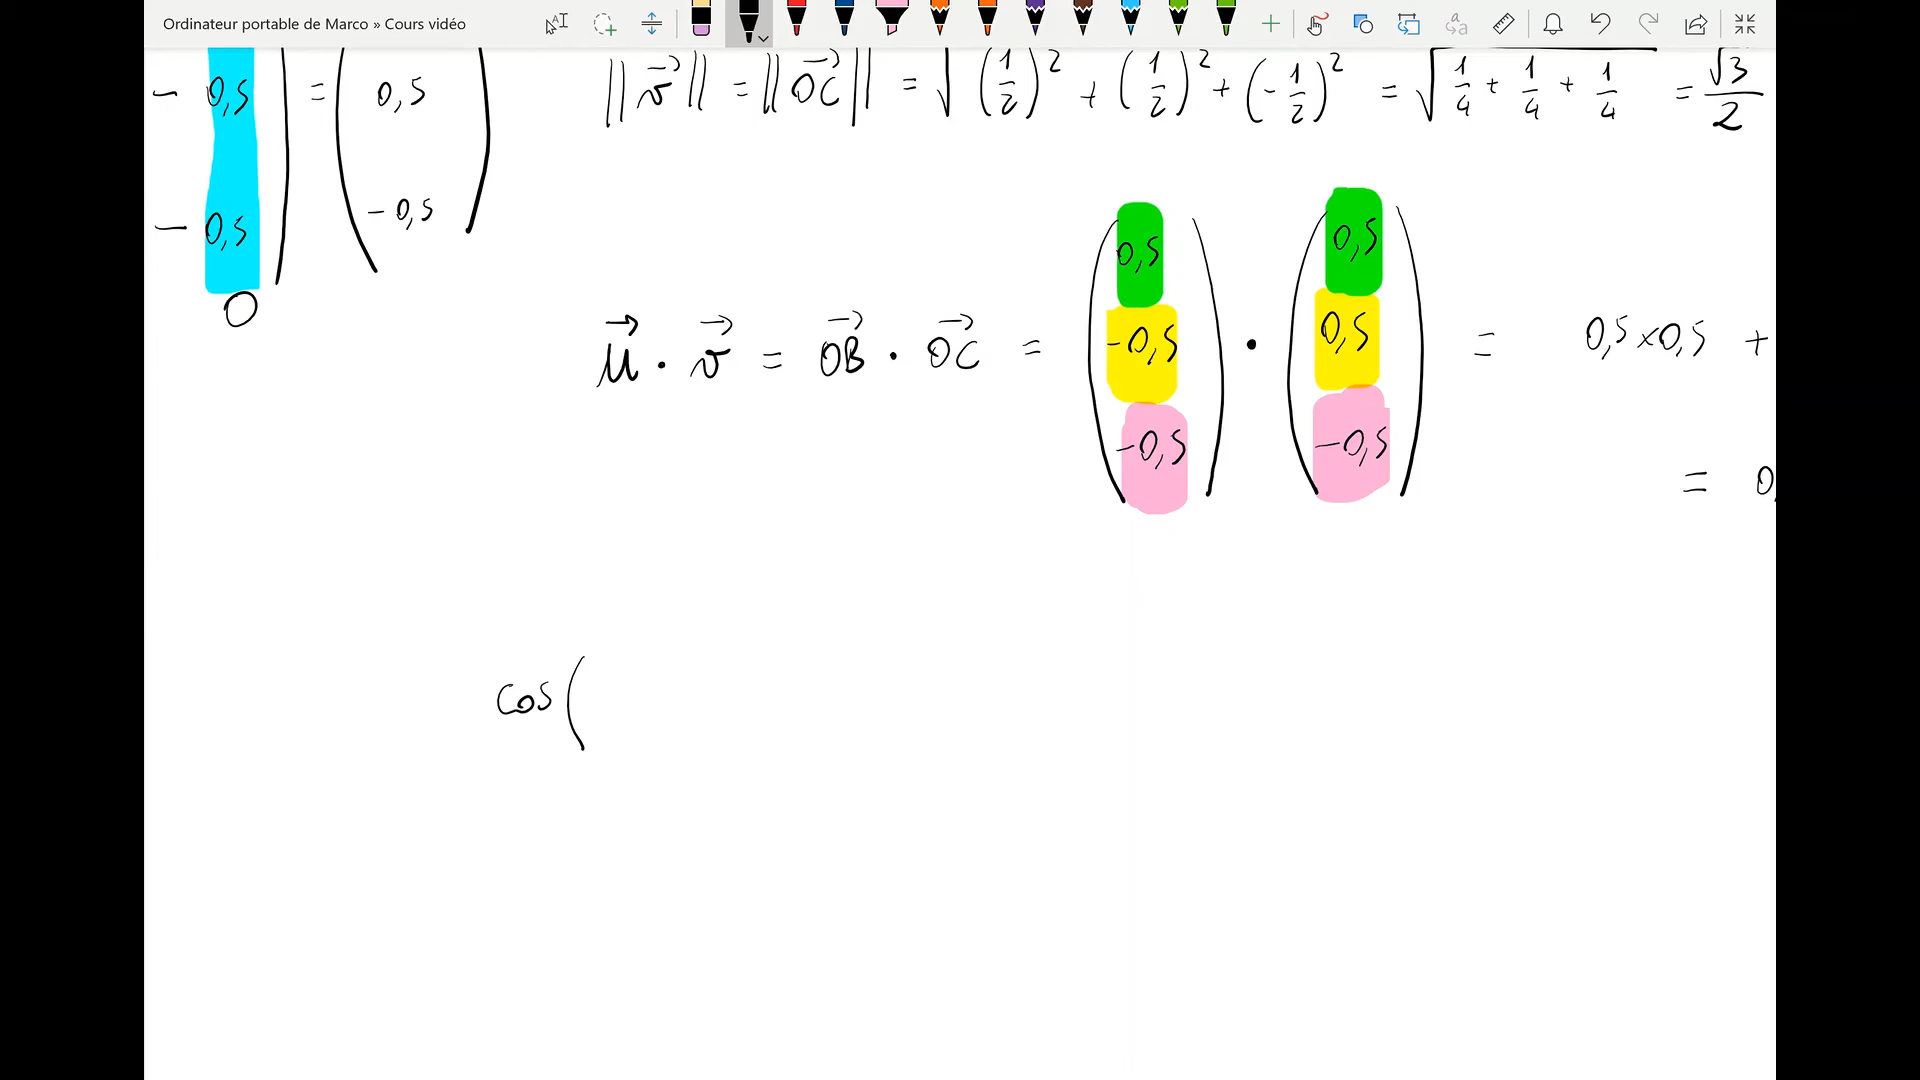 Ordinateur portable de Marco » Cours vidéo
- 0,5 = ( 0,5
||v⃗|| = ||OC⃗|| = √(1/2)² + (1/2)² + (-1/2)² = √1/4 + 1/4 + 1/4 = √3/2
- 0,5
-0,5
O
u⃗ · v⃗ = OB⃗ · OC⃗ = (0,5 -0,5 -0,5) · (0,5 0,5 -0,5) = 0,5×0,5 +
= 0,
cos(